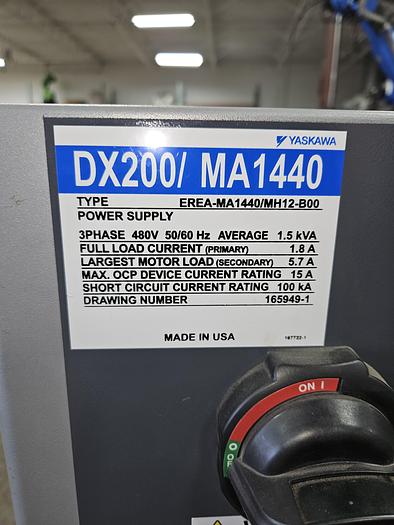 YASKAWA
DX200/ MA1440
TYPE EREA-MA1440/MH12-B00
POWER SUPPLY
3PHASE 480V 50/60 Hz AVERAGE 1.5 kVA
FULL LOAD CURRENT (PRIMARY) 1.8 A
LARGEST MOTOR LOAD (SECONDARY) 5.7 A
MAX. OCP DEVICE CURRENT RATING 15 A
SHORT CIRCUIT CURRENT RATING 100 kA
DRAWING NUMBER 165949-1
MADE IN USA
167722-1
ON I